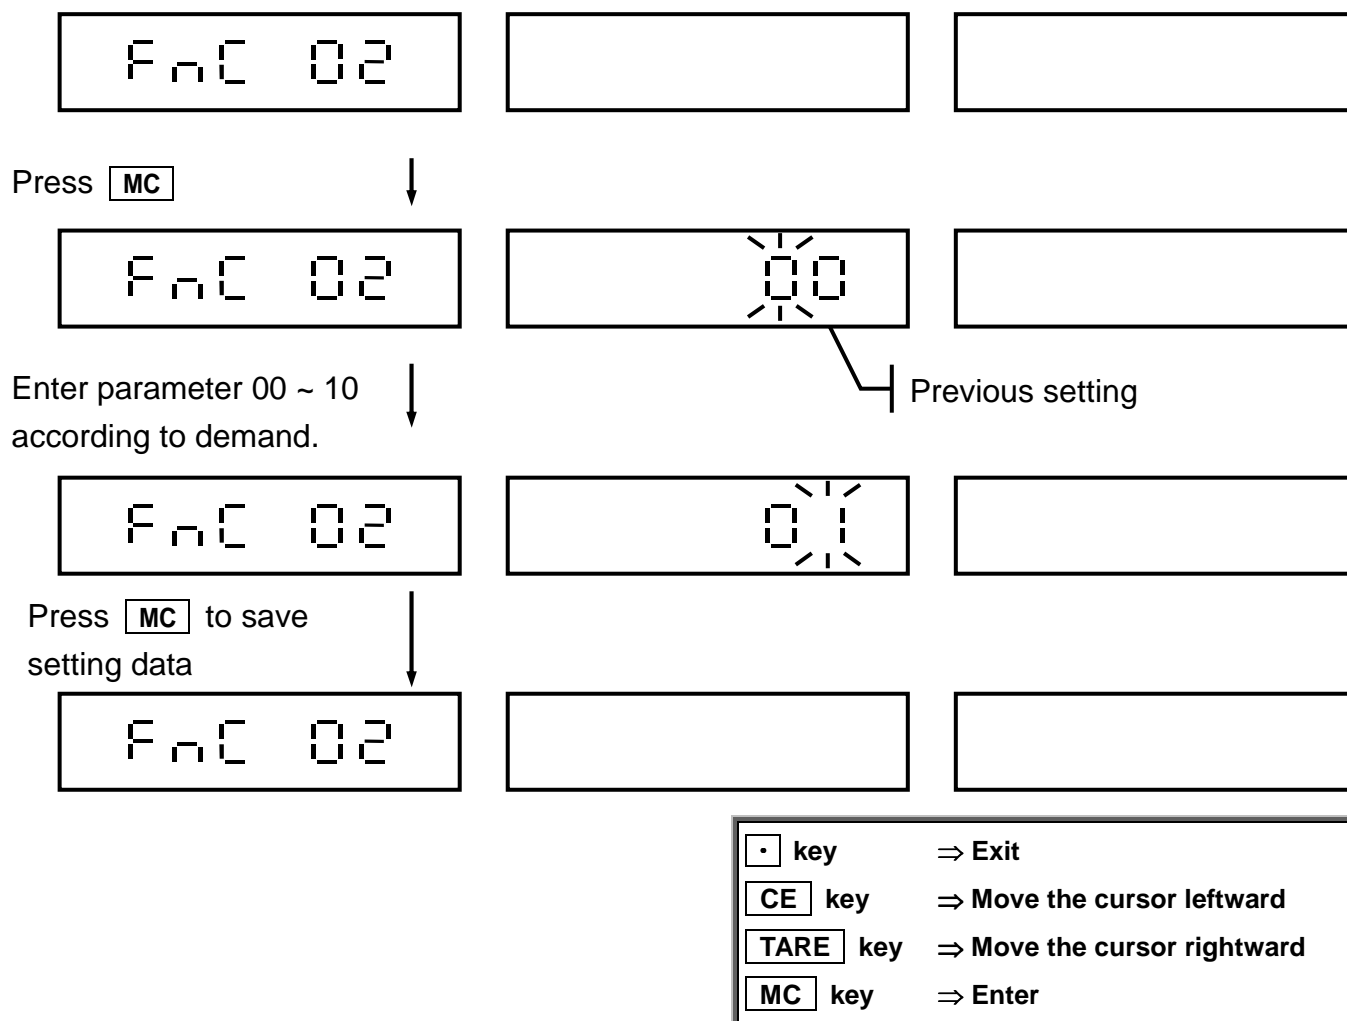 FnC 02
Press MC
FnC 02 00
Enter parameter 00 ~ 10
according to demand.
Previous setting
FnC 02 01
Press MC to save
setting data
FnC 02
· key ⇒ Exit
CE key ⇒ Move the cursor leftward
TARE key ⇒ Move the cursor rightward
MC key ⇒ Enter